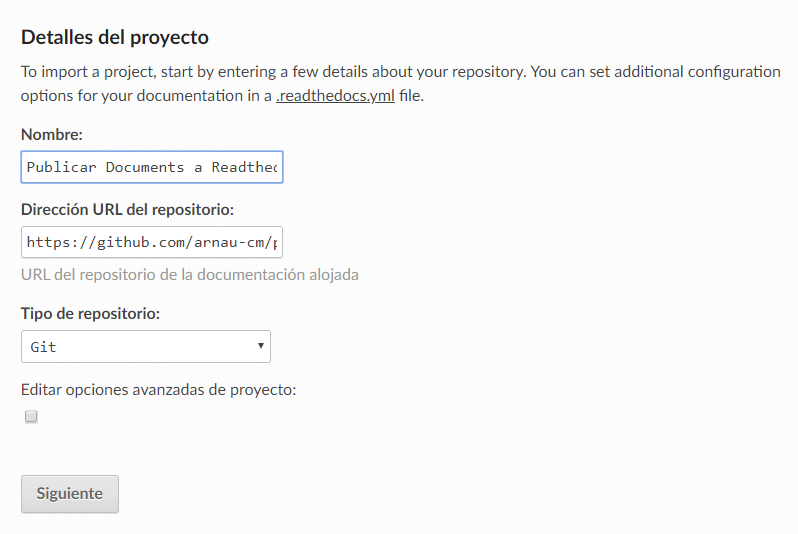 Detalles del proyecto
To import a project, start by entering a few details about your repository. You can set additional configuration
options for your documentation in a .readthedocs.yml file.
Nombre:
Publicar Documents a Readthec
Dirección URL del repositorio:
https://github.com/arnau-cm/p
URL del repositorio de la documentación alojada
Tipo de repositorio:
Git
Editar opciones avanzadas de proyecto:
Siguiente